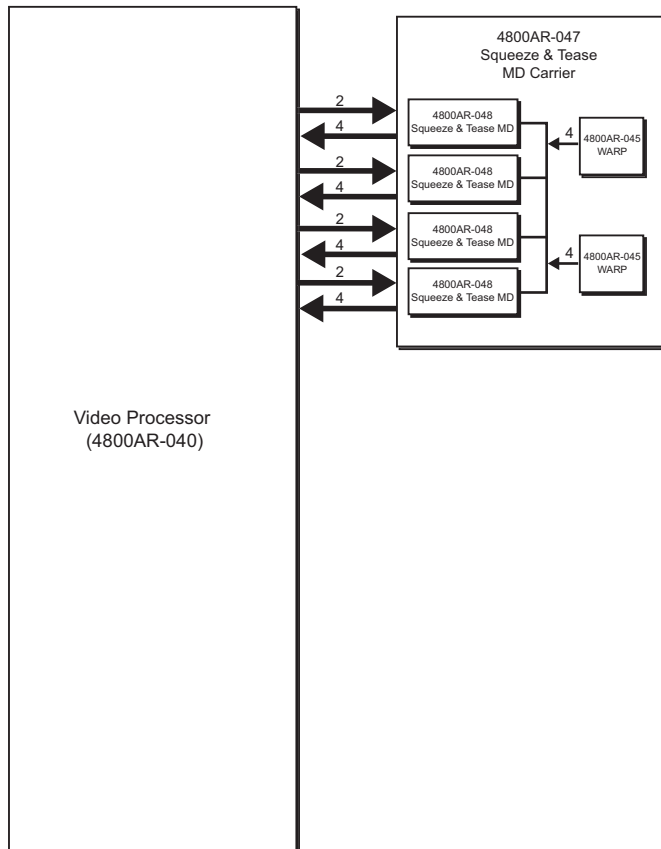 4800AR-047
Squeeze & Tease
MD Carrier
2
4
4800AR-048
Squeeze & Tease MD
4
4800AR-045
WARP
2
4
4800AR-048
Squeeze & Tease MD
2
4
4800AR-048
Squeeze & Tease MD
4
4800AR-045
WARP
2
4
4800AR-048
Squeeze & Tease MD
Video Processor
(4800AR-040)